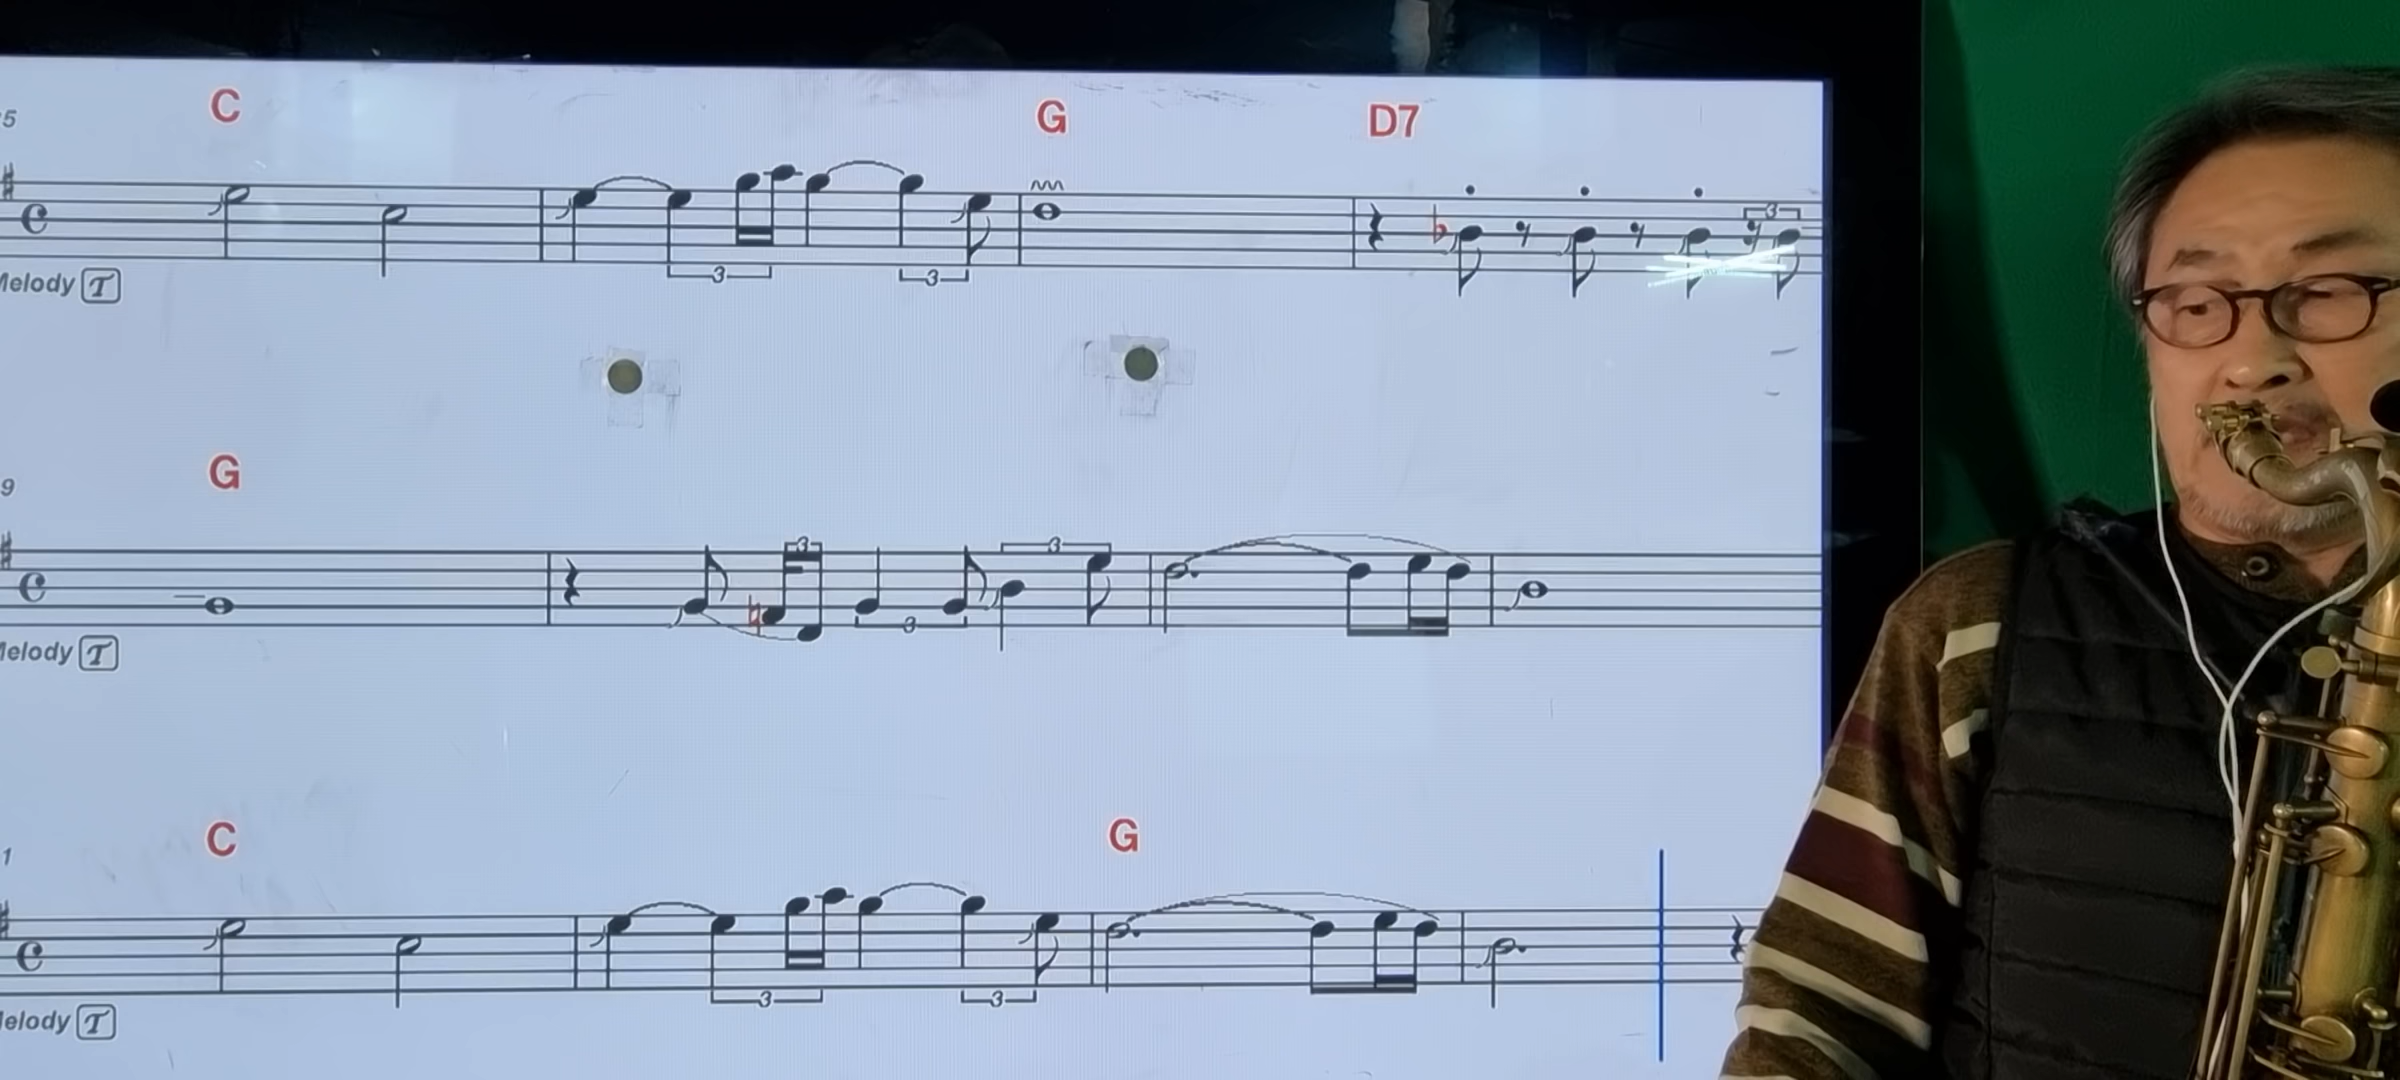 5
C G D7
3 3 3
Melody T
9
G
3 3 3
Melody T
1
C G
3 3
Melody T